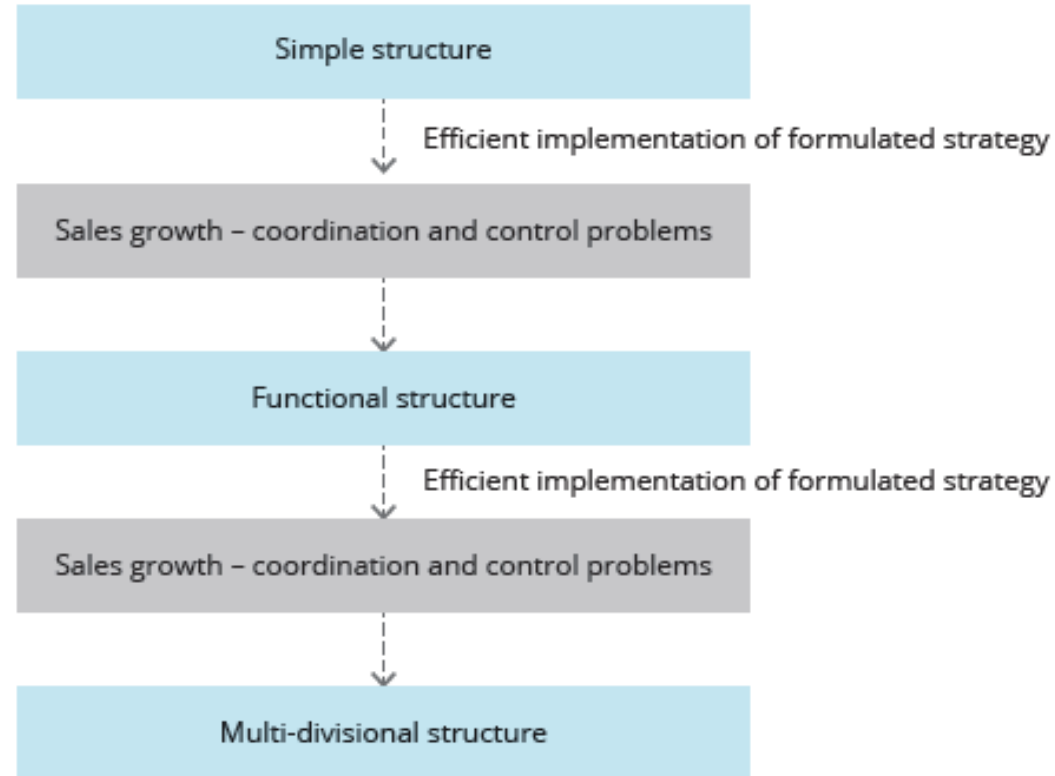 Simple structure
Efficient implementation of formulated strategy
Sales growth – coordination and control problems
Functional structure
Efficient implementation of formulated strategy
Sales growth – coordination and control problems
Multi-divisional structure